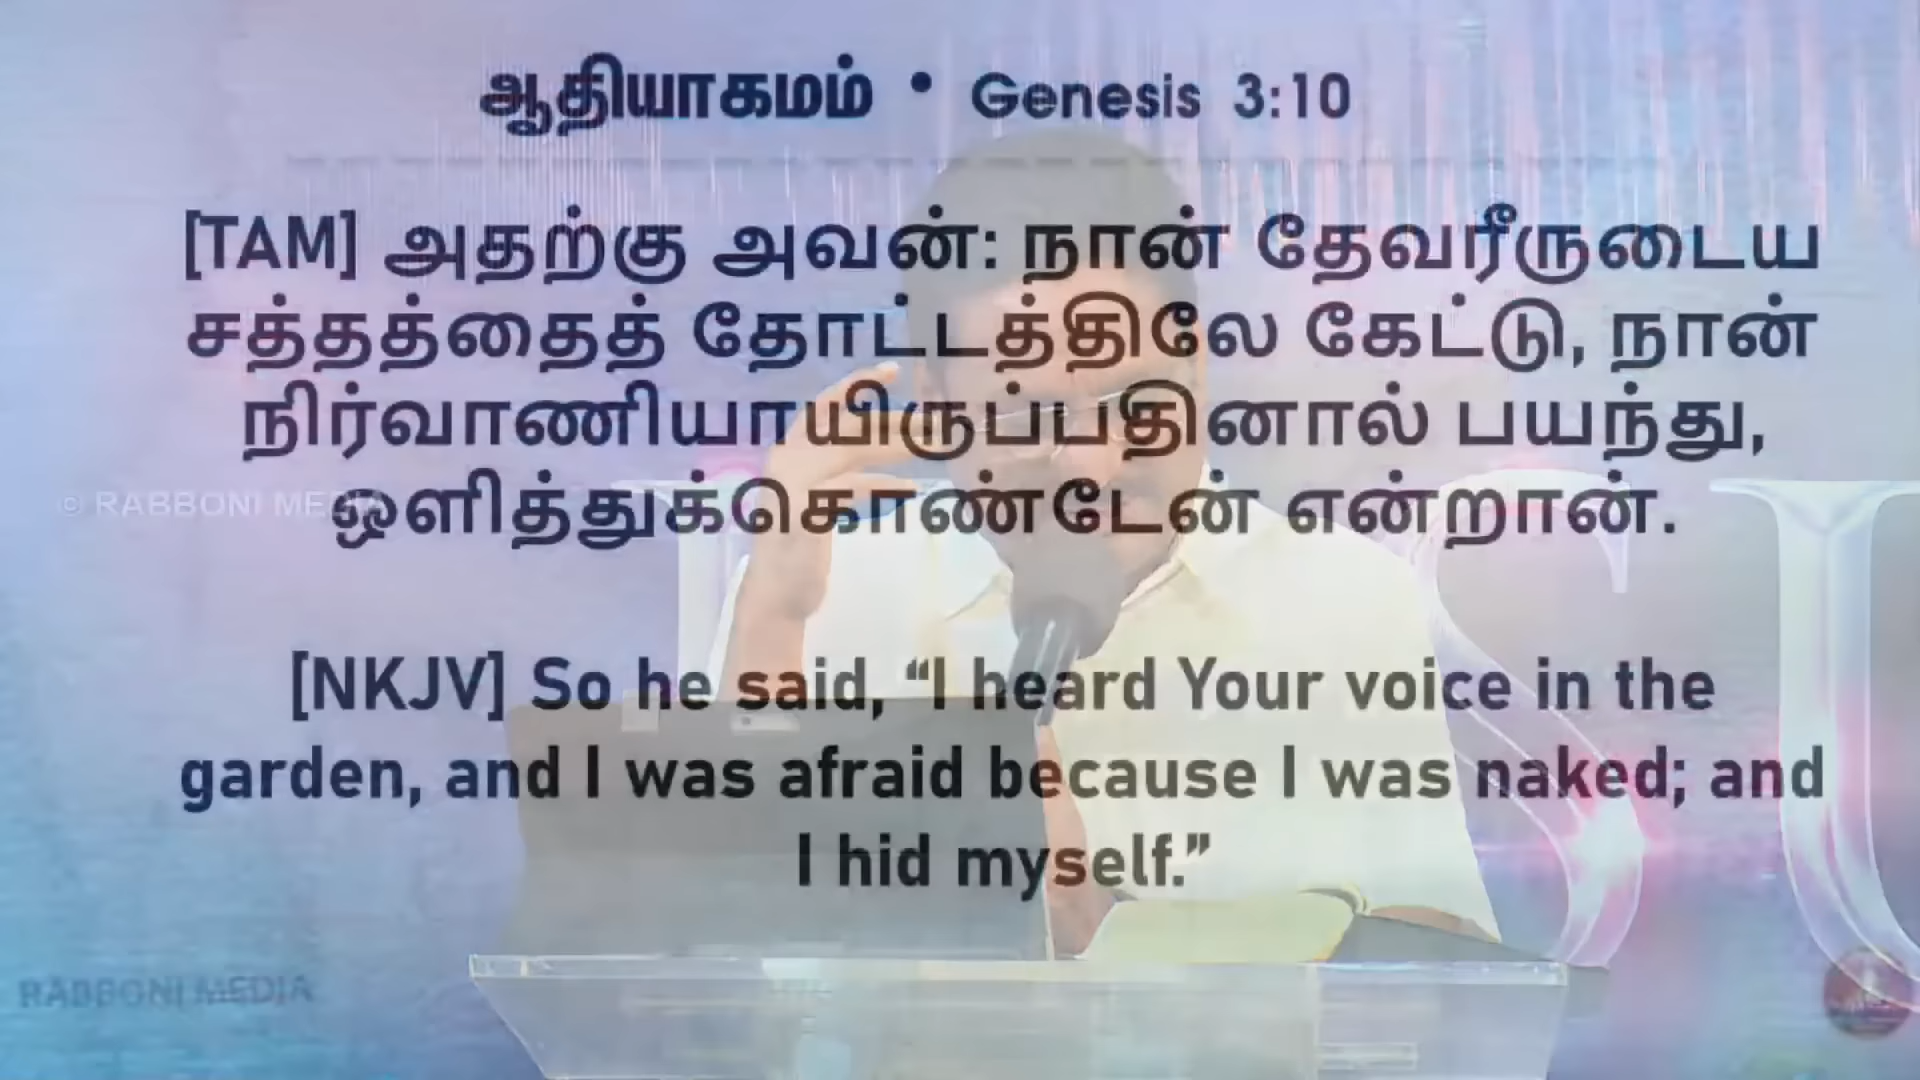 ஆதியாகமம் • Genesis 3:10
[TAM] அதற்கு அவன்: நான் தேவரீருடைய
சத்தத்தைத் தோட்டத்திலே கேட்டு, நான்
நிர்வாணியாயிருப்பதினால் பயந்து,
ஒளித்துக்கொண்டேன் என்றான்.
© RABBONI MEDIA
[NKJV] So he said, “I heard Your voice in the
garden, and I was afraid because I was naked; and
I hid myself.”
RABBONI MEDIA